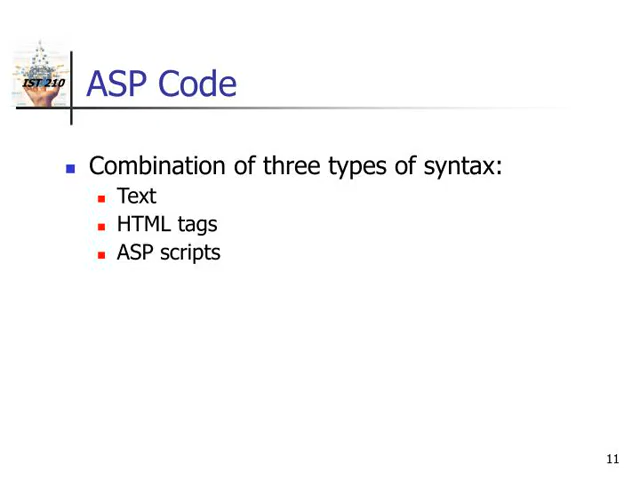 IST 210
ASP Code
Combination of three types of syntax:
Text
HTML tags
ASP scripts
11